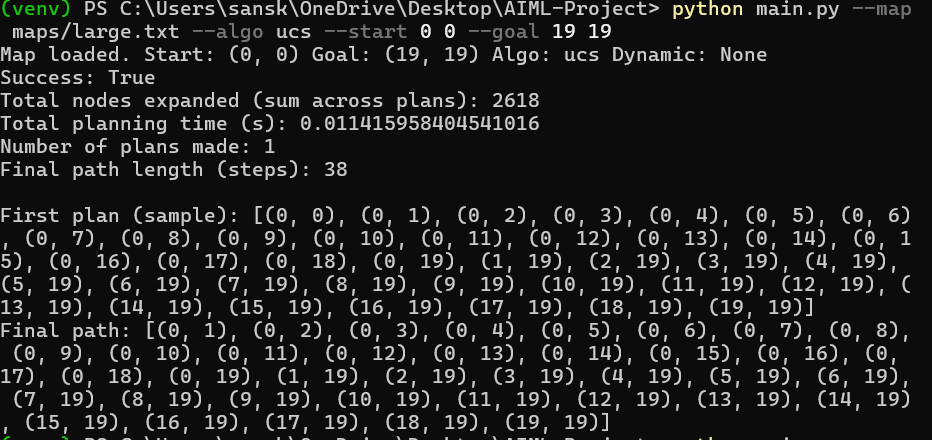 (venv) PS C:\Users\sansk\OneDrive\Desktop\AIML-Project> python main.py --map
 maps/large.txt --algo ucs --start 0 0 --goal 19 19
Map loaded. Start: (0, 0) Goal: (19, 19) Algo: ucs Dynamic: None
Success: True
Total nodes expanded (sum across plans): 2618
Total planning time (s): 0.011415958404541016
Number of plans made: 1
Final path length (steps): 38

First plan (sample): [(0, 0), (0, 1), (0, 2), (0, 3), (0, 4), (0, 5), (0, 6)
, (0, 7), (0, 8), (0, 9), (0, 10), (0, 11), (0, 12), (0, 13), (0, 14), (0, 1
5), (0, 16), (0, 17), (0, 18), (0, 19), (1, 19), (2, 19), (3, 19), (4, 19),
(5, 19), (6, 19), (7, 19), (8, 19), (9, 19), (10, 19), (11, 19), (12, 19), (
13, 19), (14, 19), (15, 19), (16, 19), (17, 19), (18, 19), (19, 19)]
Final path: [(0, 1), (0, 2), (0, 3), (0, 4), (0, 5), (0, 6), (0, 7), (0, 8),
 (0, 9), (0, 10), (0, 11), (0, 12), (0, 13), (0, 14), (0, 15), (0, 16), (0,
17), (0, 18), (0, 19), (1, 19), (2, 19), (3, 19), (4, 19), (5, 19), (6, 19),
 (7, 19), (8, 19), (9, 19), (10, 19), (11, 19), (12, 19), (13, 19), (14, 19)
, (15, 19), (16, 19), (17, 19), (18, 19), (19, 19)]